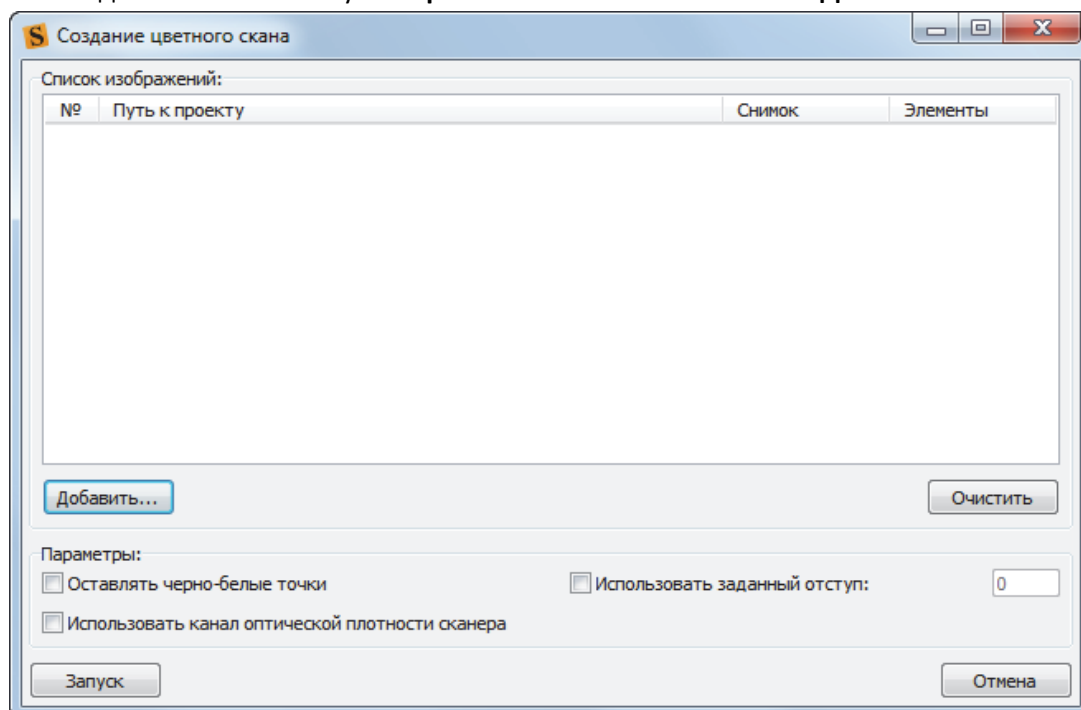 Создание цветного скана
Список изображений:
№ Путь к проекту Снимок Элементы
Добавить... Очистить
Параметры:
Оставлять черно-белые точки Использовать заданный отступ: 0
Использовать канал оптической плотности сканера
Запуск Отмена